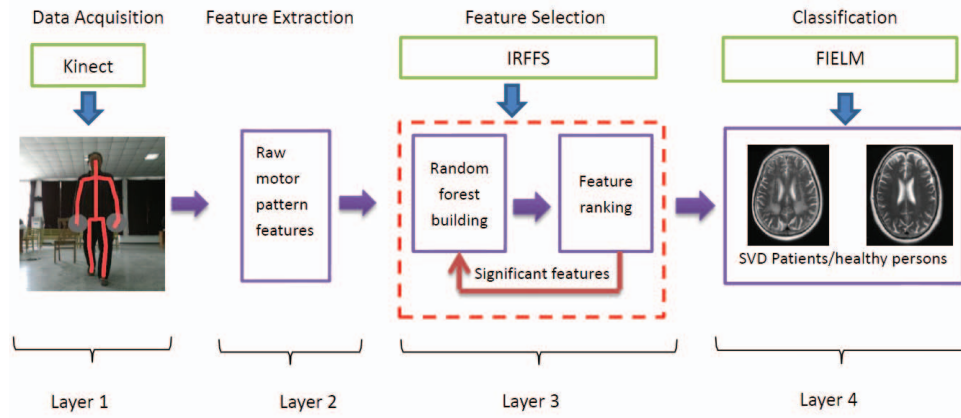 Data Acquisition
Feature Extraction
Feature Selection
Classification
Kinect
IRFFS
FIELM
Raw
motor
pattern
features
Random
forest
building
Feature
ranking
Significant features
SVD Patients/healthy persons
Layer 1
Layer 2
Layer 3
Layer 4